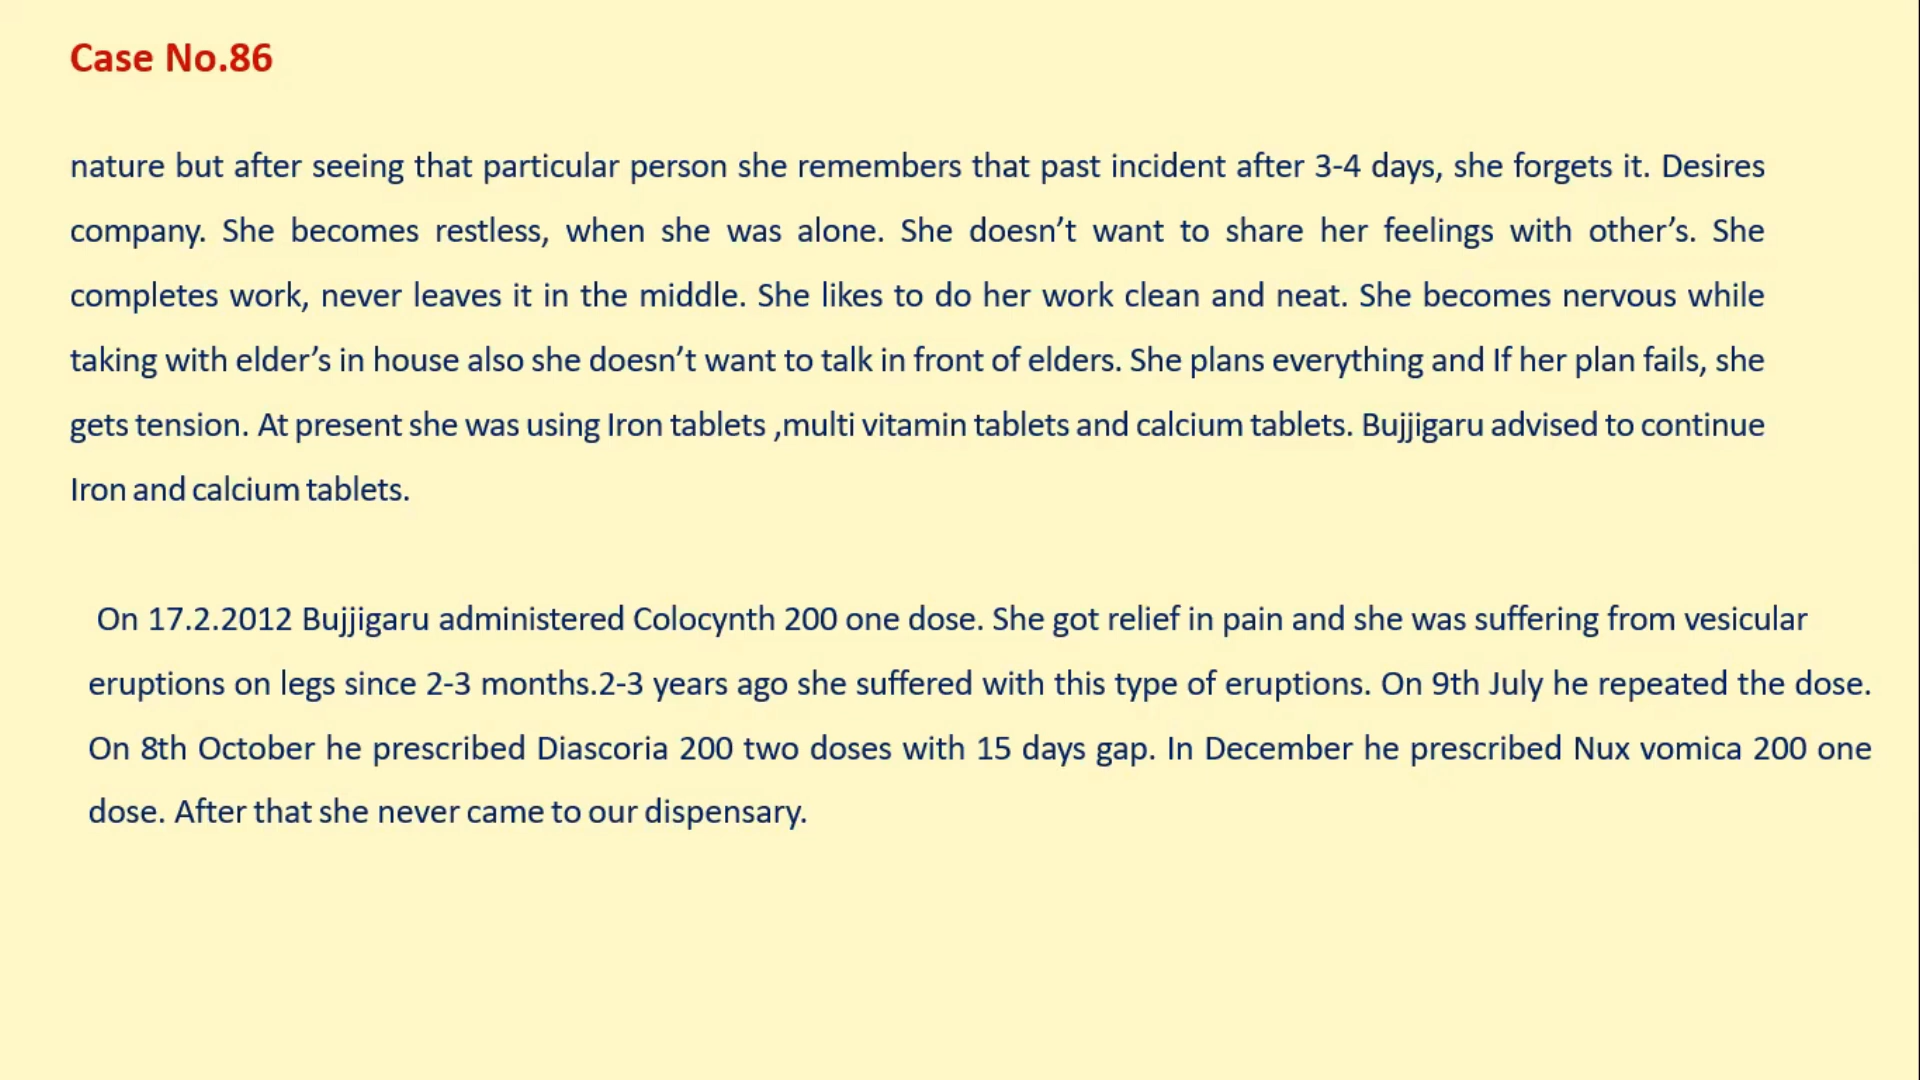 Case No.86
nature but after seeing that particular person she remembers that past incident after 3-4 days, she forgets it. Desires
company. She becomes restless, when she was alone. She doesn’t want to share her feelings with other’s. She
completes work, never leaves it in the middle. She likes to do her work clean and neat. She becomes nervous while
taking with elder’s in house also she doesn’t want to talk in front of elders. She plans everything and If her plan fails, she
gets tension. At present she was using Iron tablets ,multi vitamin tablets and calcium tablets. Bujjigaru advised to continue
Iron and calcium tablets.
On 17.2.2012 Bujjigaru administered Colocynth 200 one dose. She got relief in pain and she was suffering from vesicular
eruptions on legs since 2-3 months.2-3 years ago she suffered with this type of eruptions. On 9th July he repeated the dose.
On 8th October he prescribed Diascoria 200 two doses with 15 days gap. In December he prescribed Nux vomica 200 one
dose. After that she never came to our dispensary.